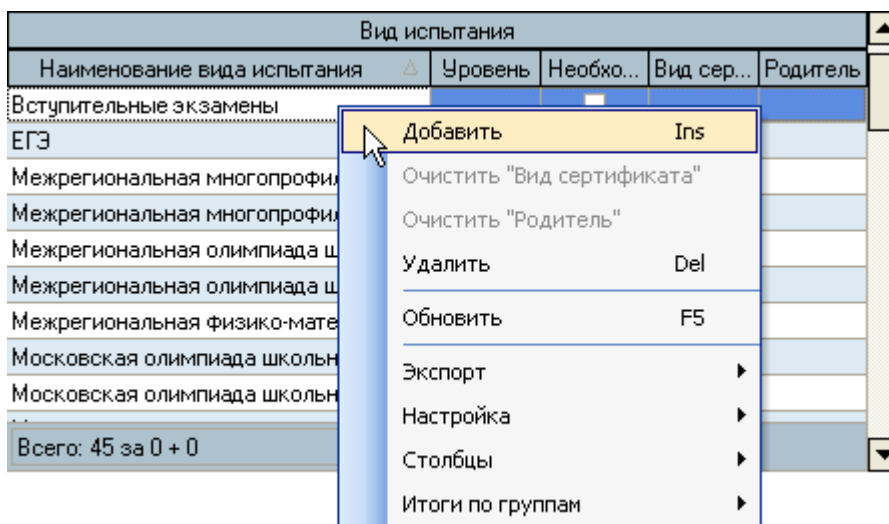 Вид испытания
Наименование вида испытания Уровень Необхо... Вид сер... Родитель
Вступительные экзамены
ЕГЭ
Межрегиональная многопрофи
Межрегиональная многопрофи
Межрегиональная олимпиада ш
Межрегиональная олимпиада ш
Межрегиональная физико-мате
Московская олимпиада школьн
Московская олимпиада школьн
Всего: 45 за 0 + 0
Добавить Ins
Очистить "Вид сертификата"
Очистить "Родитель"
Удалить Del
Обновить F5
Экспорт
Настройка
Столбцы
Итоги по группам